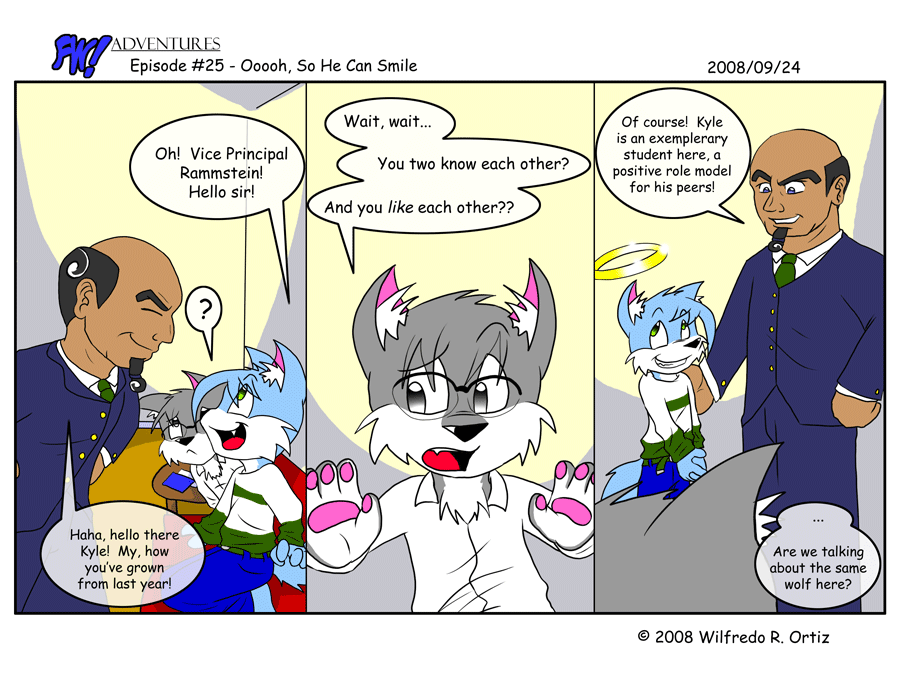 FW! ADVENTURES
Episode #25 - Ooooh, So He Can Smile
2008/09/24
Oh! Vice Principal
Rammstein!
Hello sir!
?
Haha, hello there
Kyle! My, how
you've grown
from last year!
Wait, wait...
You two know each other?
And you like each other??
Of course! Kyle
is an exemplerary
student here, a
positive role model
for his peers!
...
Are we talking
about the same
wolf here?
© 2008 Wilfredo R. Ortiz